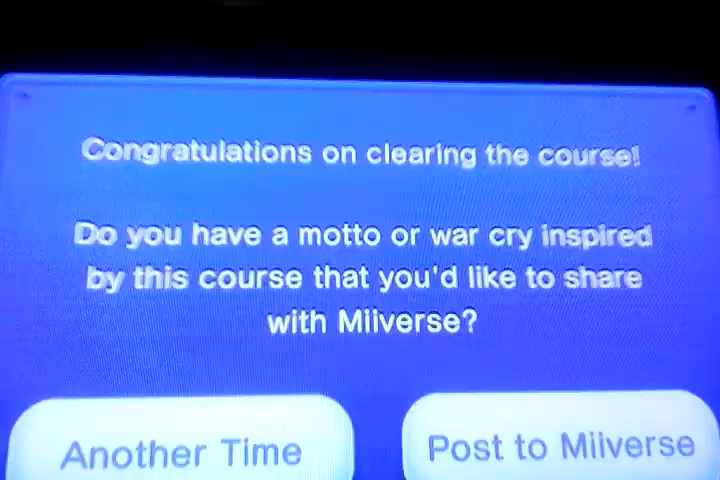 Congratulations on clearing the course!
Do you have a motto or war cry inspired
by this course that you'd like to share
with Miiverse?
Another Time
Post to Miiverse